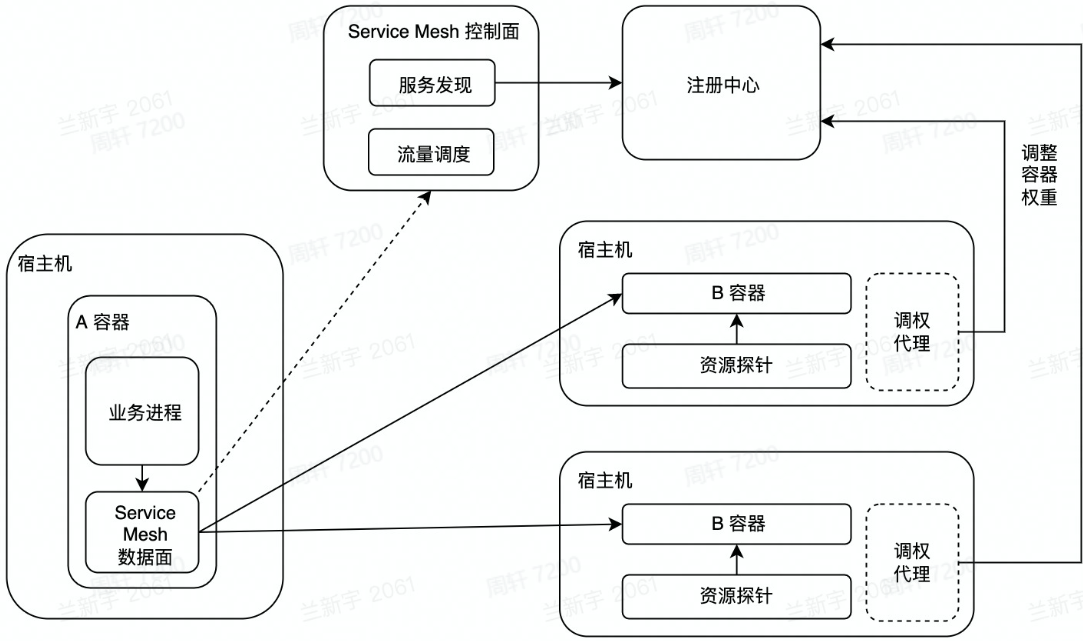 Service Mesh 控制面
服务发现
流量调度
注册中心
调整
容器
权重
宿主机
A 容器
业务进程
Service
Mesh
数据面
宿主机
B 容器
资源探针
调权
代理
宿主机
B 容器
资源探针
调权
代理
周轩 7200
兰新宇 2061